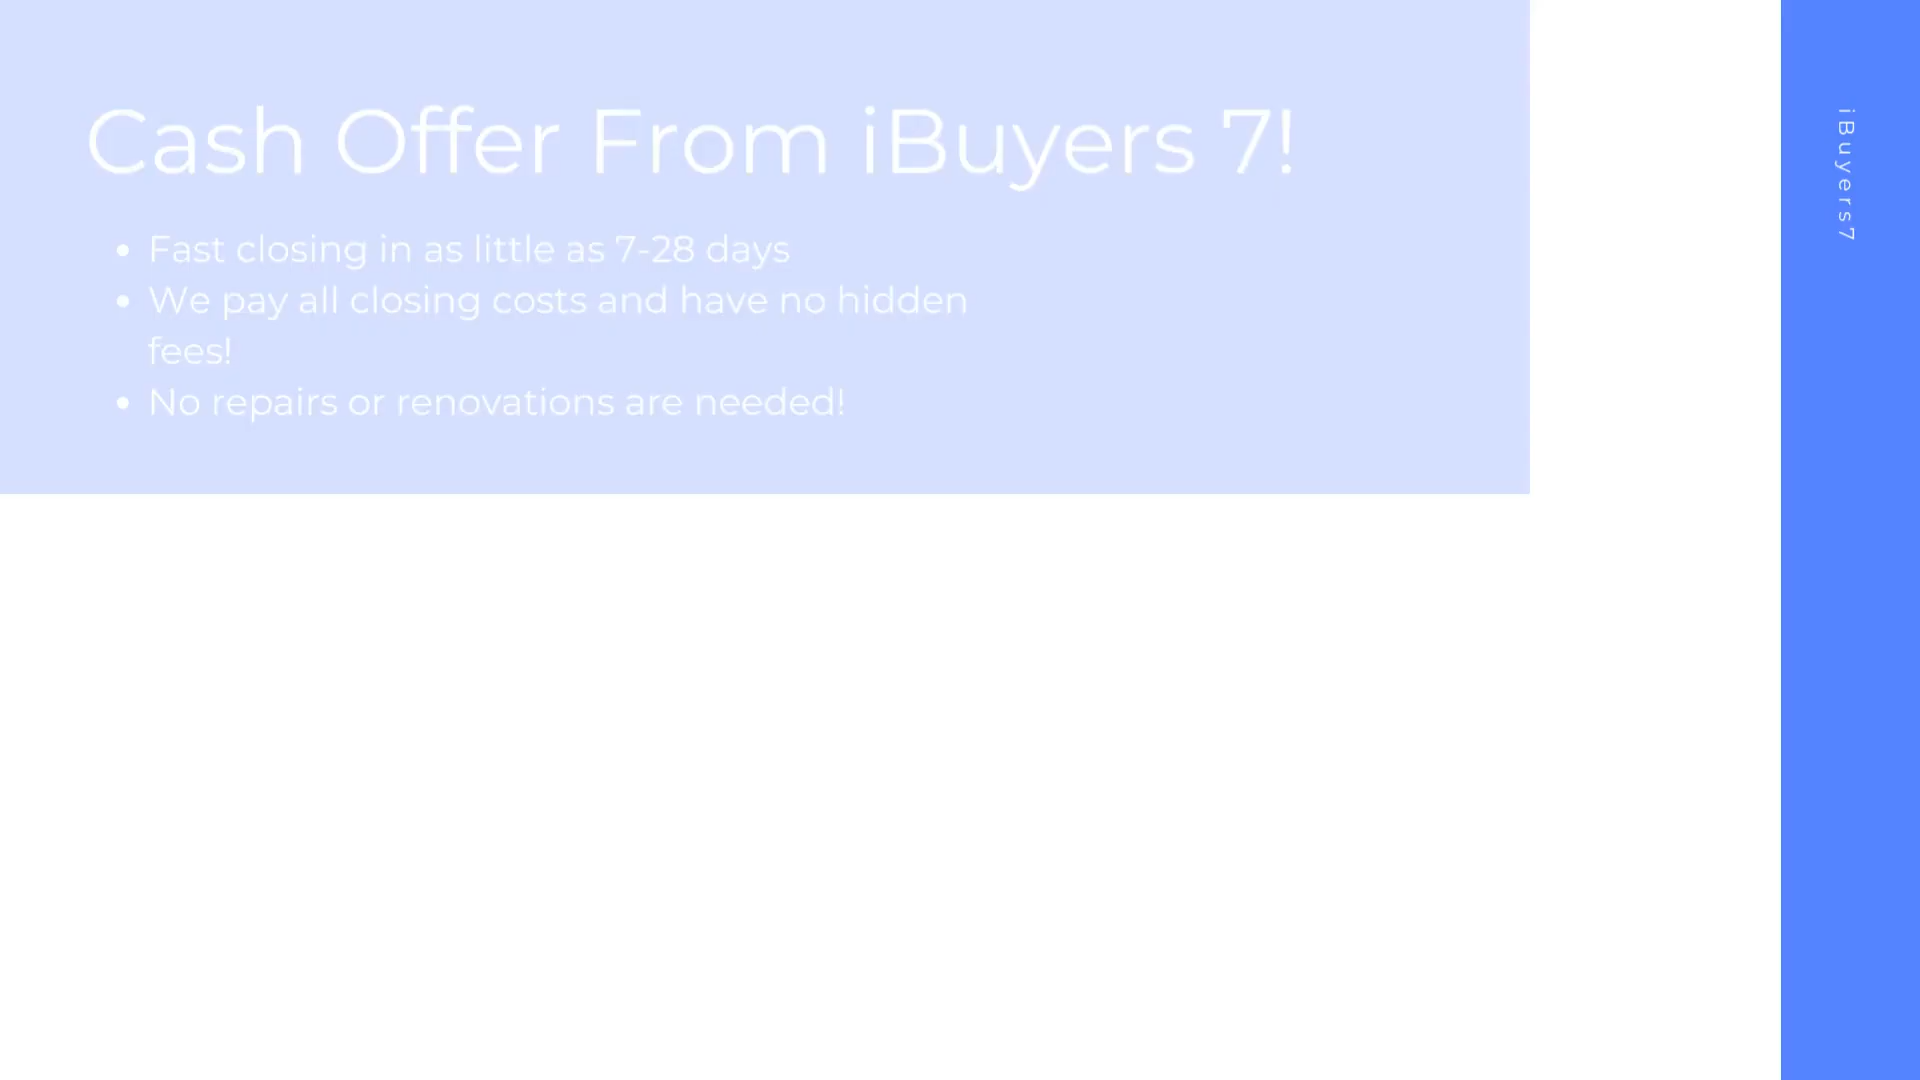 Cash Offer From iBuyers 7!
• Fast closing in as little as 7-28 days
• We pay all closing costs and have no hidden
fees!
• No repairs or renovations are needed!
iBuyers7